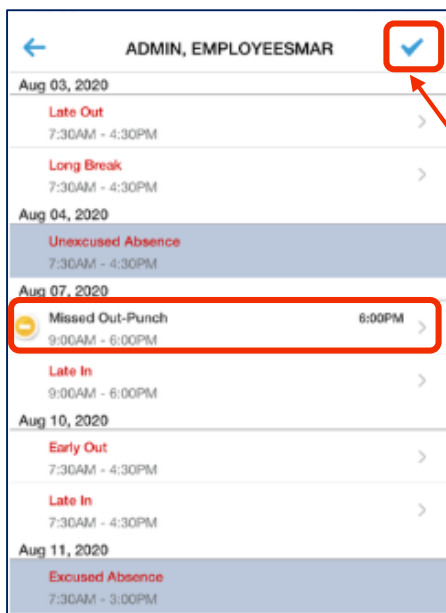 ADMIN, EMPLOYEESMAR
Aug 03, 2020
Late Out
7:30AM - 4:30PM
Long Break
7:30AM - 4:30PM
Aug 04, 2020
Unexcused Absence
7:30AM - 4:30PM
Aug 07, 2020
Missed Out-Punch 6:00PM
9:00AM - 6:00PM
Late In
9:00AM - 6:00PM
Aug 10, 2020
Early Out
7:30AM - 4:30PM
Late In
7:30AM - 4:30PM
Aug 11, 2020
Excused Absence
7:30AM - 3:00PM